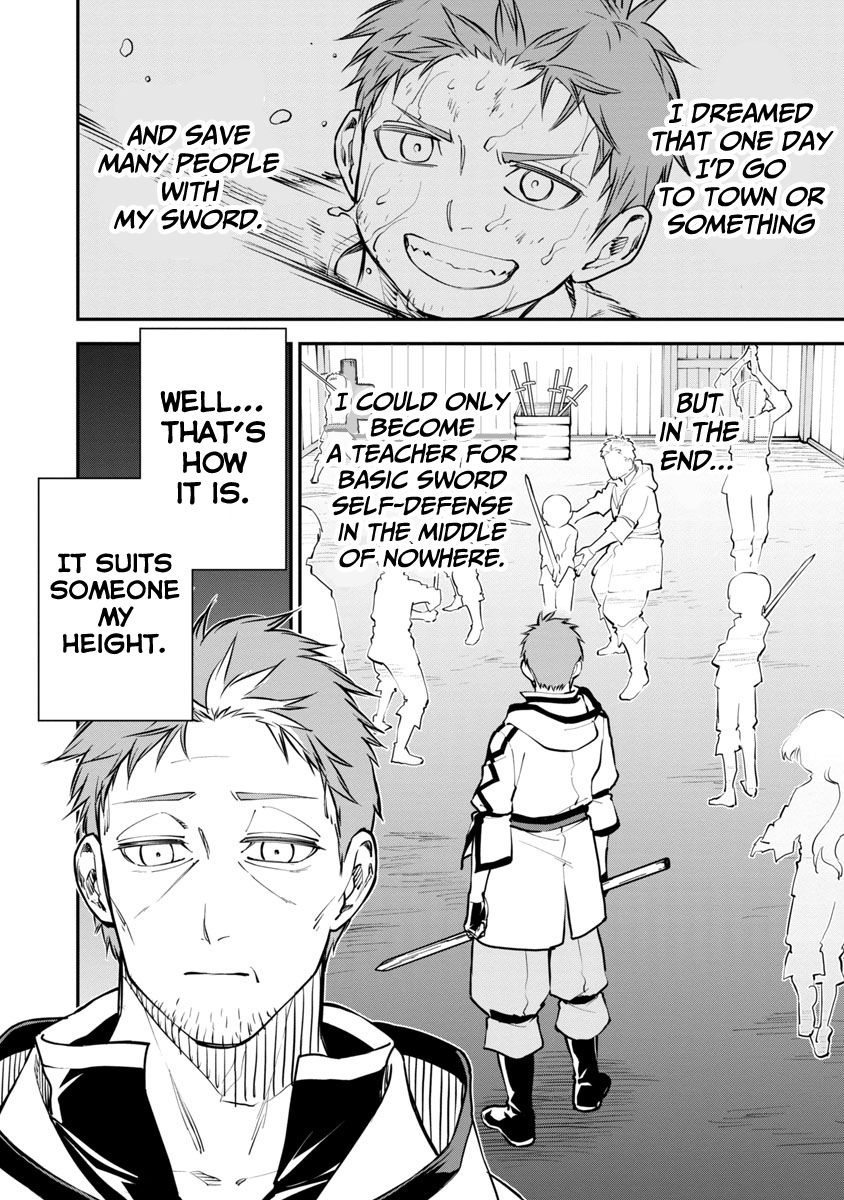 I DREAMED
THAT ONE DAY
I'D GO
TO TOWN OR
SOMETHING
AND SAVE
MANY PEOPLE
WITH
MY SWORD.
BUT
IN THE
END...
I COULD ONLY
BECOME
A TEACHER FOR
BASIC SWORD
SELF-DEFENSE
IN THE MIDDLE
OF NOWHERE.
WELL...
THAT'S
HOW
IT IS.
IT SUITS
SOMEONE
MY
HEIGHT.